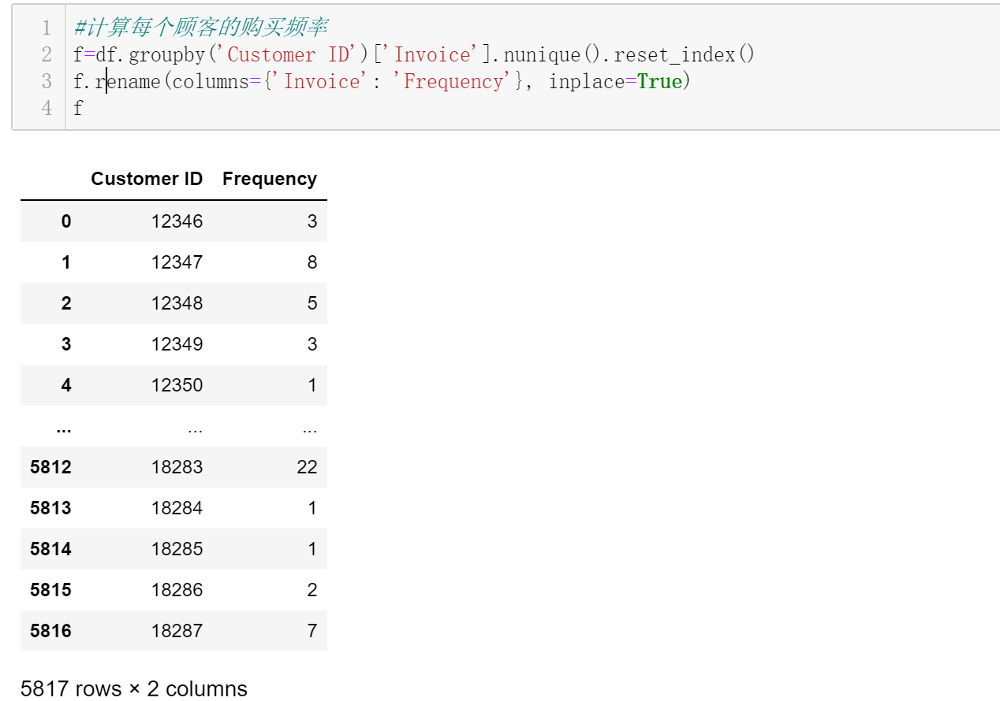 1 #计算每个顾客的购买频率
2 f=df.groupby('Customer ID')['Invoice'].nunique().reset_index()
3 f.rename(columns={'Invoice': 'Frequency'}, inplace=True)
4 f
Customer ID Frequency
0 12346 3
1 12347 8
2 12348 5
3 12349 3
4 12350 1
... ... ...
5812 18283 22
5813 18284 1
5814 18285 1
5815 18286 2
5816 18287 7
5817 rows × 2 columns